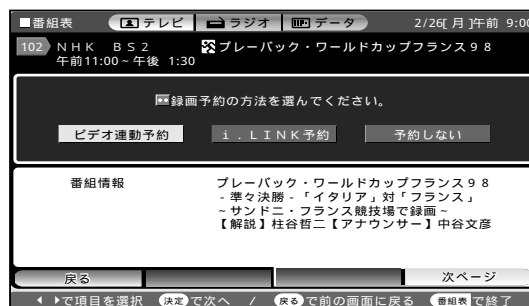 ■番組表 テレビ ラジオ データ 2/26[月]午前 9:00
102 NHK BS2 プレーバック・ワールドカップフランス98
午前11:00~午後 1:30
録画予約の方法を選んでください。
ビデオ連動予約 i.LINK予約 予約しない
番組情報 プレーバック・ワールドカップフランス98
-準々決勝-「イタリア」対「フランス」
~サンドニ・フランス競技場で録画~
【解説】柱谷哲二【アナウンサー】中谷文彦
戻る 次ページ
で項目を選択 決定で次へ / 戻るで前の画面に戻る 番組表で終了